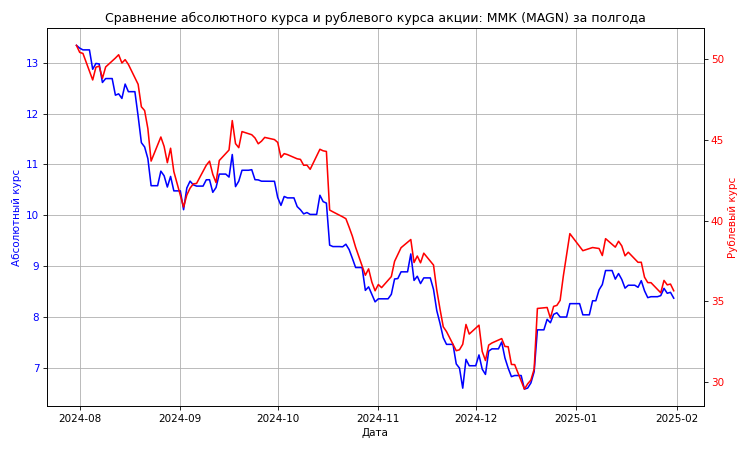 Сравнение абсолютного курса и рублевого курса акции: ММК (MAGN) за полгода
Абсолютный курс
13
12
11
10
9
8
7
50
45
40
35
30
Рублевый курс
2024-08 2024-09 2024-10 2024-11 2024-12 2025-01 2025-02
Дата